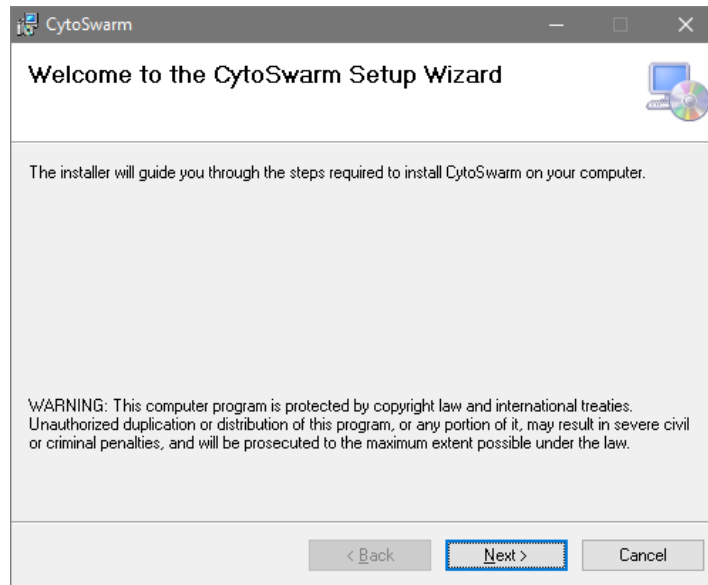 CytoSwarm
Welcome to the CytoSwarm Setup Wizard
The installer will guide you through the steps required to install CytoSwarm on your computer.
WARNING: This computer program is protected by copyright law and international treaties.
Unauthorized duplication or distribution of this program, or any portion of it, may result in severe civil
or criminal penalties, and will be prosecuted to the maximum extent possible under the law.
< Back Next > Cancel